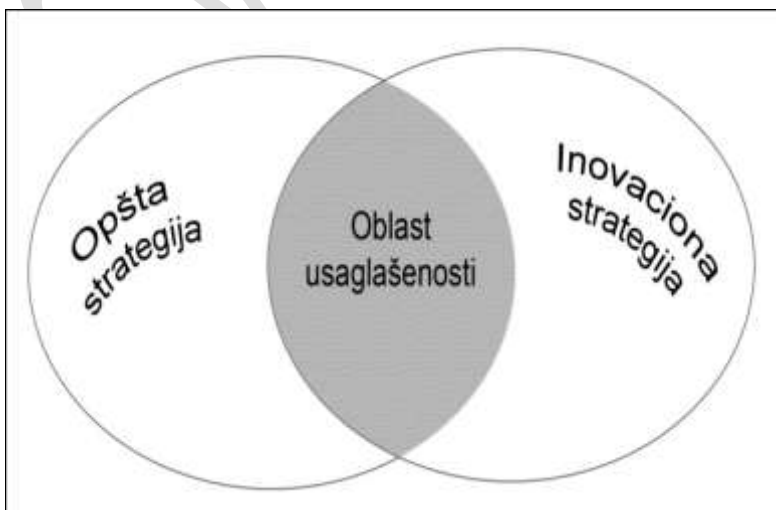 Opšta
strategija
Oblast
usaglašenosti
Inovaciona
strategija